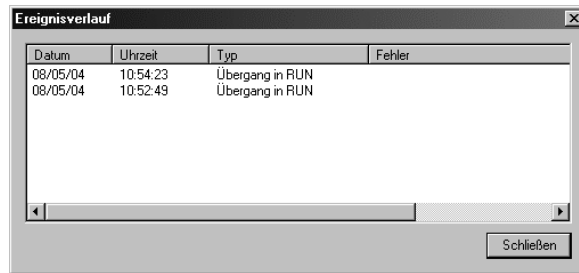 Ereignisverlauf
Datum Uhrzeit Typ Fehler
08/05/04 10:54:23 Übergang in RUN
08/05/04 10:52:49 Übergang in RUN
Schließen